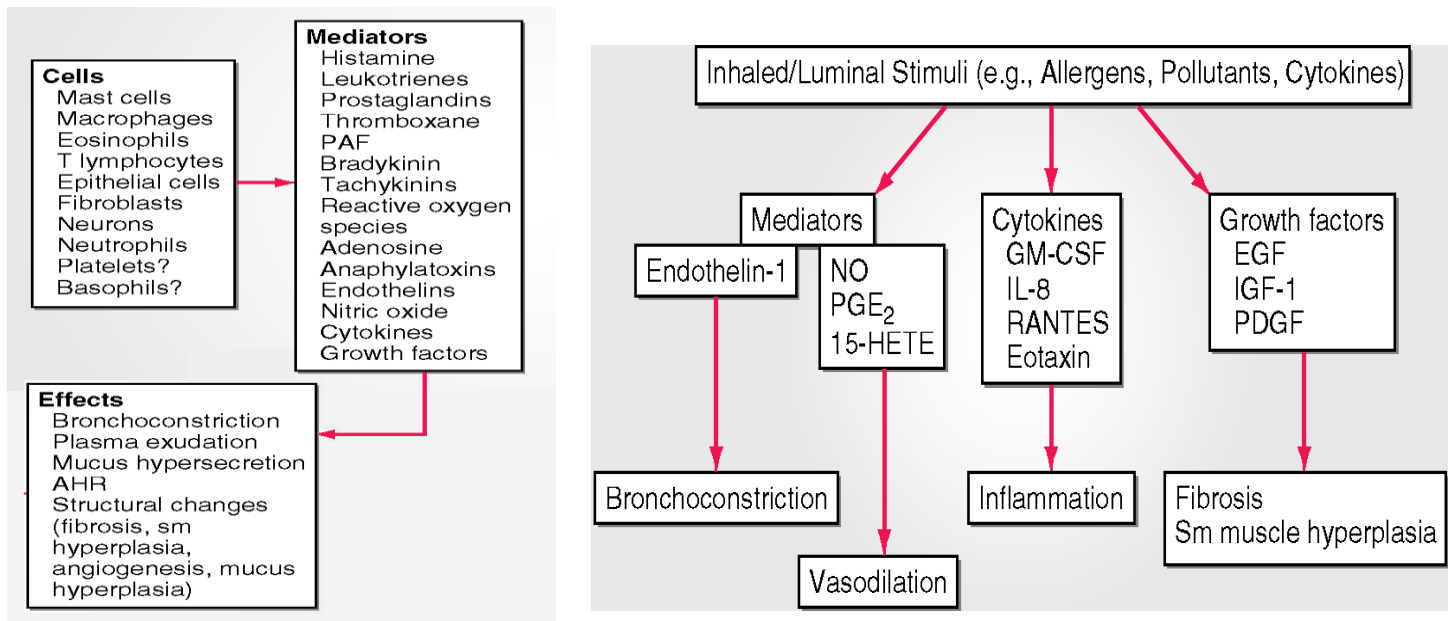 Cells
Mast cells
Macrophages
Eosinophils
T lymphocytes
Epithelial cells
Fibroblasts
Neurons
Neutrophils
Platelets?
Basophils?
Mediators
Histamine
Leukotrienes
Prostaglandins
Thromboxane
PAF
Bradykinin
Tachykinins
Reactive oxygen
species
Adenosine
Anaphylatoxins
Endothelins
Nitric oxide
Cytokines
Growth factors
Effects
Bronchoconstriction
Plasma exudation
Mucus hypersecretion
AHR
Structural changes
(fibrosis, sm
hyperplasia,
angiogenesis, mucus
hyperplasia)
Inhaled/Luminal Stimuli (e.g., Allergens, Pollutants, Cytokines)
Mediators
Endothelin-1
NO
PGE2
15-HETE
Cytokines
GM-CSF
IL-8
RANTES
Eotaxin
Growth factors
EGF
IGF-1
PDGF
Bronchoconstriction
Vasodilation
Inflammation
Fibrosis
Sm muscle hyperplasia